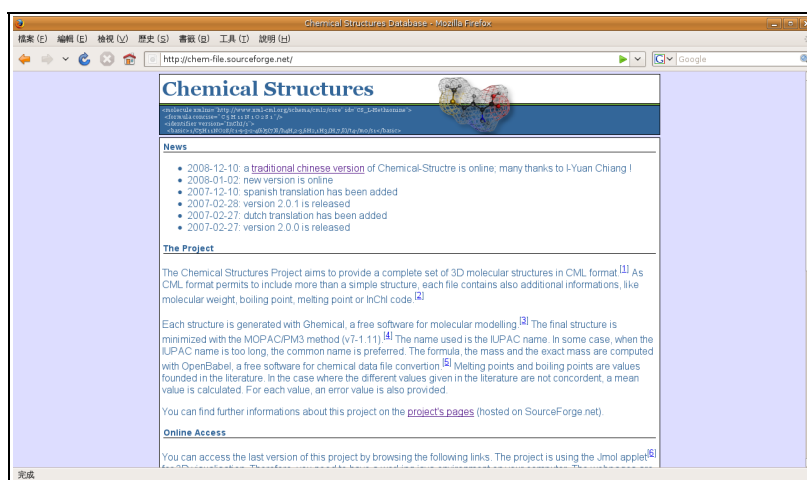 Chemical Structures Database - Mozilla Firefox
檔案 (F) 編輯 (E) 檢視 (V) 歷史 (S) 書籤 (B) 工具 (T) 說明 (H)
http://chem-file.sourceforge.net/
Google
Chemical Structures
<formula concise="C 5 H 11 N 1 O 2 S 1"/>
<identifier version="InChI/1">
News
2008-12-10: a traditional chinese version of Chemical-Structre is online; many thanks to I-Yuan Chiang !
2008-01-02: new version is online
2007-12-10: spanish translation has been added
2007-02-28: version 2.0.1 is released
2007-02-27: dutch translation has been added
2007-02-27: version 2.0.0 is released
The Project
The Chemical Structures Project aims to provide a complete set of 3D molecular structures in CML format.[1] As
CML format permits to include more than a simple structure, each file contains also additional informations, like
molecular weight, boiling point, melting point or InChI code.[2]
Each structure is generated with Ghemical, a free software for molecular modelling.[3] The final structure is
minimized with the MOPAC/PM3 method (v7-1.11).[4] The name used is the IUPAC name. In some case, when the
IUPAC name is too long, the common name is preferred. The formula, the mass and the exact mass are computed
with OpenBabel, a free software for chemical data file convertion.[5] Melting points and boiling points are values
founded in the literature. In the case where the different values given in the literature are not concordent, a mean
value is calculated. For each value, an error value is also provided.
You can find further informations about this project on the project's pages (hosted on SourceForge.net).
Online Access
You can access the last version of this project by browsing the following links. The project is using the Jmol applet[6]
完成